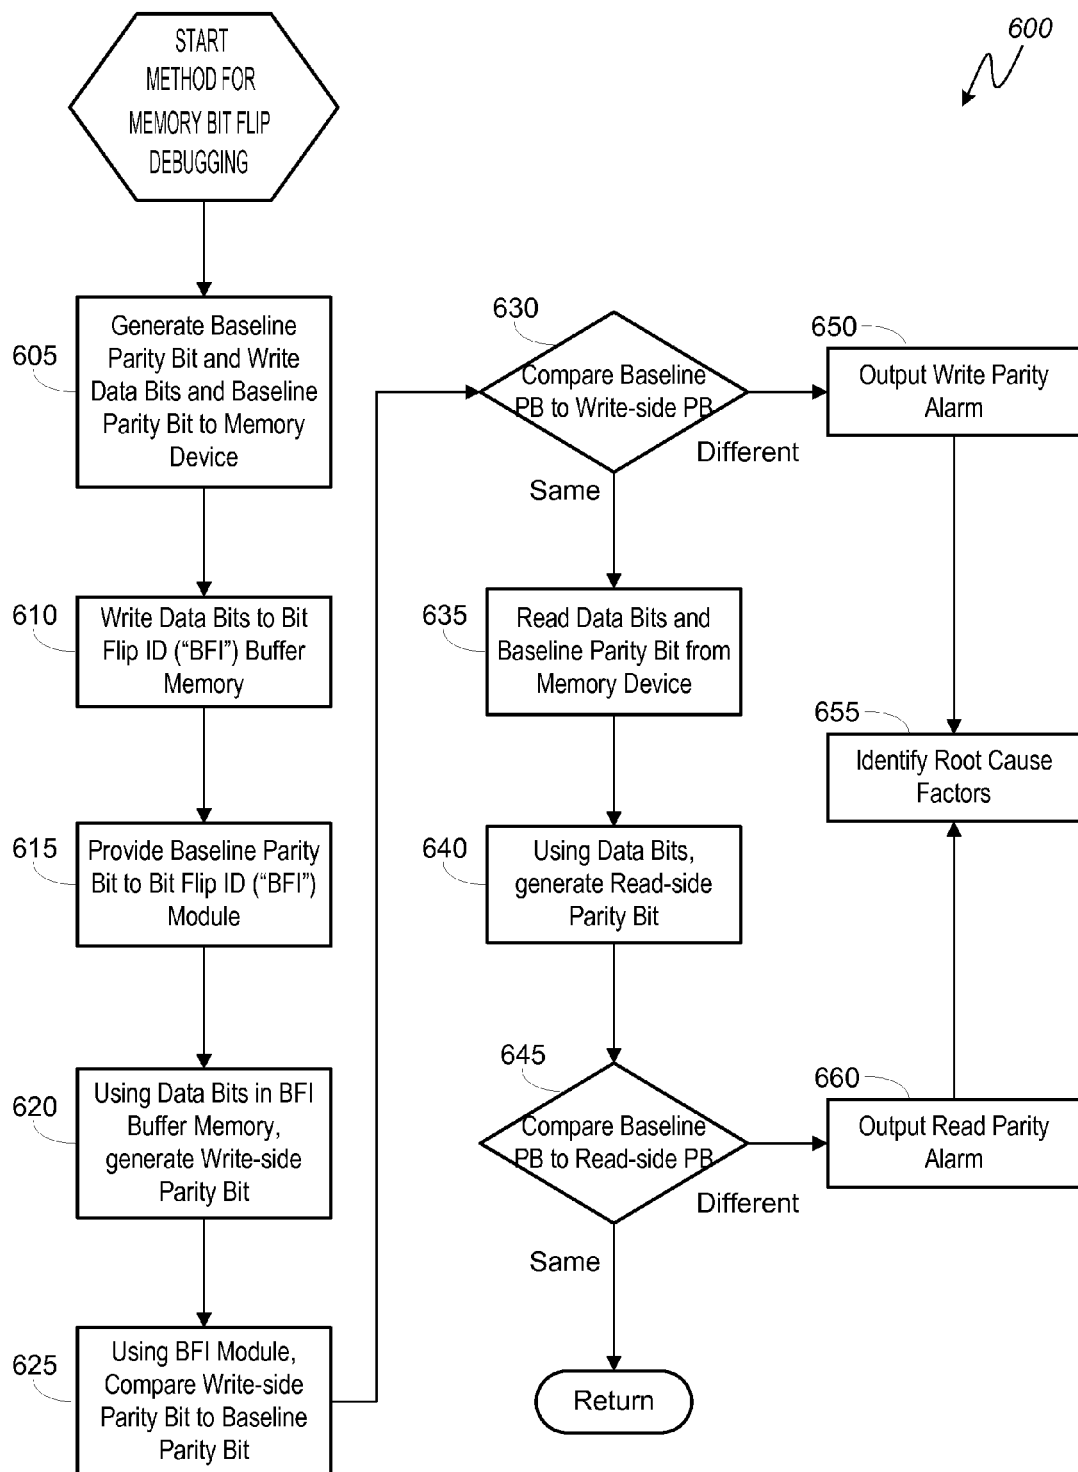 START
METHOD FOR
MEMORY BIT FLIP
DEBUGGING
600
605
Generate Baseline
Parity Bit and Write
Data Bits and Baseline
Parity Bit to Memory
Device
610
Write Data Bits to Bit
Flip ID (“BFI”) Buffer
Memory
615
Provide Baseline Parity
Bit to Bit Flip ID (“BFI”)
Module
620
Using Data Bits in BFI
Buffer Memory,
generate Write-side
Parity Bit
625
Using BFI Module,
Compare Write-side
Parity Bit to Baseline
Parity Bit
630
Compare Baseline
PB to Write-side PB
Different
Same
635
Read Data Bits and
Baseline Parity Bit from
Memory Device
640
Using Data Bits,
generate Read-side
Parity Bit
645
Compare Baseline
PB to Read-side PB
Different
Same
Return
650
Output Write Parity
Alarm
655
Identify Root Cause
Factors
660
Output Read Parity
Alarm